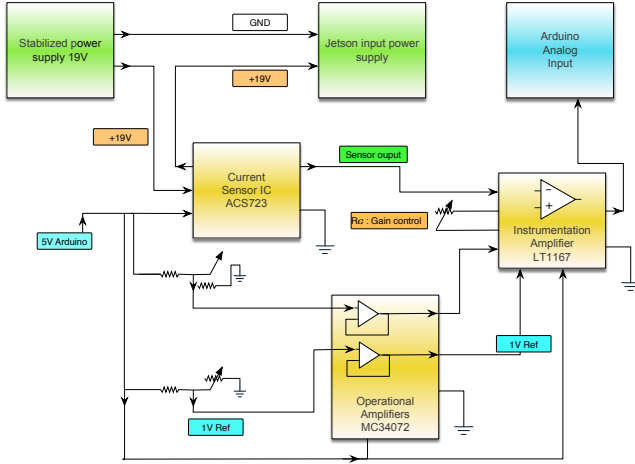 GND
Stabilized power
supply 19V
Jetson input power
supply
Arduino
Analog
Input
+19V
+19V
Sensor ouput
Current
Sensor IC
ACS723
RG : Gain control
5V Arduino
Instrumentation
Amplifier
LT1167
1V Ref
Operational
Amplifiers
MC34072
1V Ref